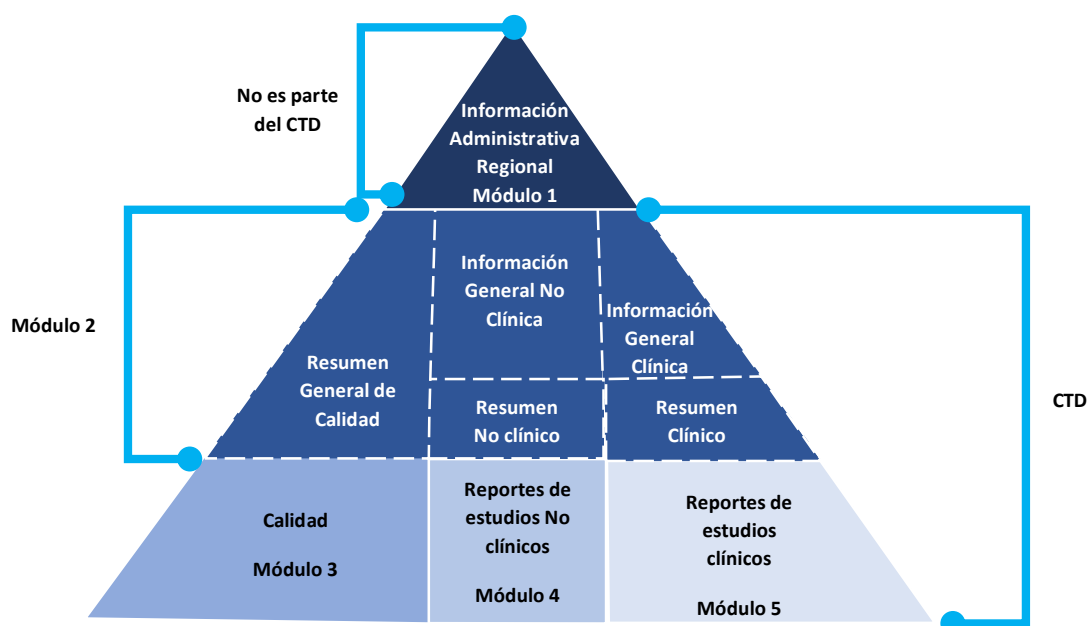 No es parte
del CTD
Información
Administrativa
Regional
Módulo 1
Módulo 2
Información
General No
Clínica
Información
General
Clínica
Resumen
General de
Calidad
Resumen
No clínico
Resumen
Clínico
CTD
Calidad
Módulo 3
Reportes de
estudios No
clínicos
Módulo 4
Reportes de
estudios
clínicos
Módulo 5